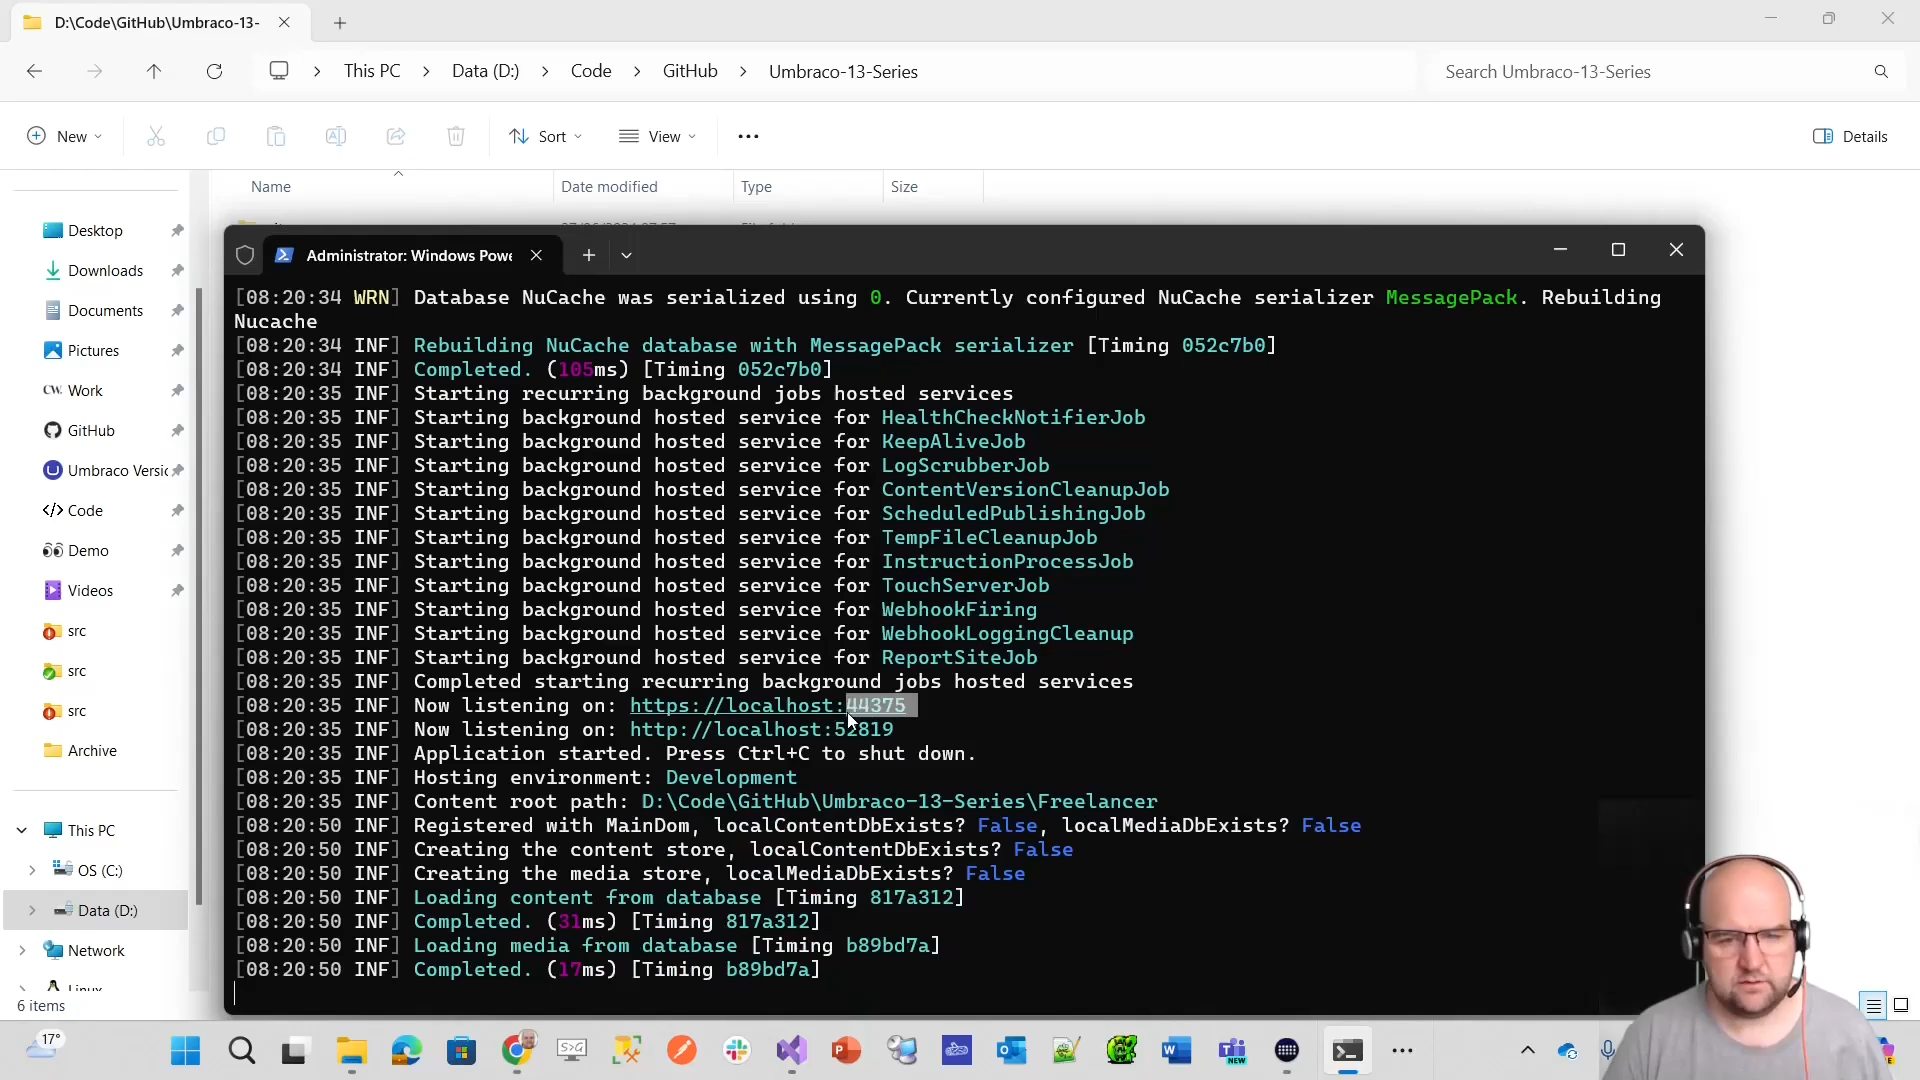 D:\Code\GitHub\Umbraco-13-
This PC > Data (D:) > Code > GitHub > Umbraco-13-Series
Search Umbraco-13-Series
New
Sort
View
Details
Name
Date modified
Type
Size
Desktop
Downloads
Documents
Pictures
CW. Work
GitHub
Umbraco Versic
Code
Demo
Videos
src
src
src
Archive
This PC
OS (C:)
Data (D:)
Network
Linux
6 items
Administrator: Windows Powe
[08:20:34 WRN] Database NuCache was serialized using 0. Currently configured NuCache serializer MessagePack. Rebuilding
Nucache
[08:20:34 INF] Rebuilding NuCache database with MessagePack serializer [Timing 052c7b0]
[08:20:34 INF] Completed. (105ms) [Timing 052c7b0]
[08:20:35 INF] Starting recurring background jobs hosted services
[08:20:35 INF] Starting background hosted service for HealthCheckNotifierJob
[08:20:35 INF] Starting background hosted service for KeepAliveJob
[08:20:35 INF] Starting background hosted service for LogScrubberJob
[08:20:35 INF] Starting background hosted service for ContentVersionCleanupJob
[08:20:35 INF] Starting background hosted service for ScheduledPublishingJob
[08:20:35 INF] Starting background hosted service for TempFileCleanupJob
[08:20:35 INF] Starting background hosted service for InstructionProcessJob
[08:20:35 INF] Starting background hosted service for TouchServerJob
[08:20:35 INF] Starting background hosted service for WebhookFiring
[08:20:35 INF] Starting background hosted service for WebhookLoggingCleanup
[08:20:35 INF] Starting background hosted service for ReportSiteJob
[08:20:35 INF] Completed starting recurring background jobs hosted services
[08:20:35 INF] Now listening on: https://localhost:44375
[08:20:35 INF] Now listening on: http://localhost:52819
[08:20:35 INF] Application started. Press Ctrl+C to shut down.
[08:20:35 INF] Hosting environment: Development
[08:20:35 INF] Content root path: D:\Code\GitHub\Umbraco-13-Series\Freelancer
[08:20:50 INF] Registered with MainDom, localContentDbExists? False, localMediaDbExists? False
[08:20:50 INF] Creating the content store, localContentDbExists? False
[08:20:50 INF] Creating the media store, localMediaDbExists? False
[08:20:50 INF] Loading content from database [Timing 817a312]
[08:20:50 INF] Completed. (31ms) [Timing 817a312]
[08:20:50 INF] Loading media from database [Timing b89bd7a]
[08:20:50 INF] Completed. (17ms) [Timing b89bd7a]
17°
S>G
NEW